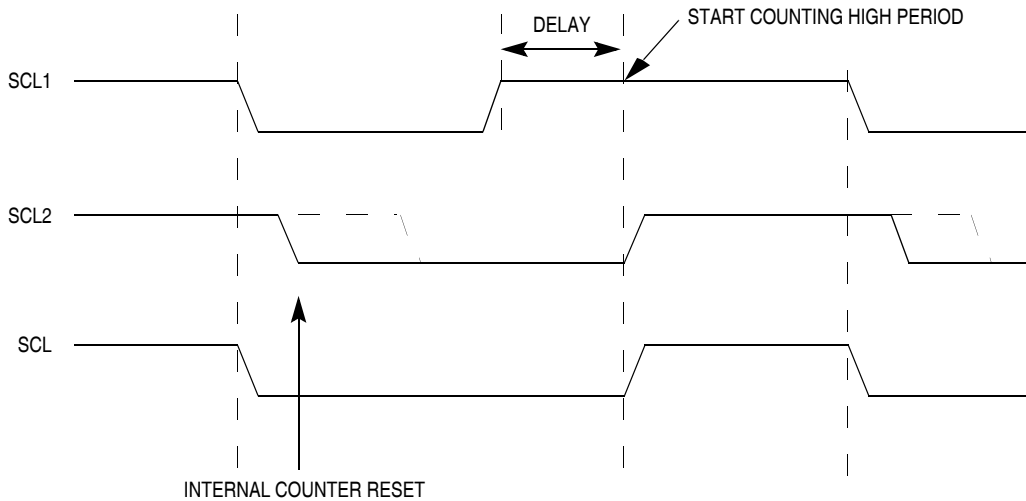 START COUNTING HIGH PERIOD
DELAY
SCL1
SCL2
SCL
INTERNAL COUNTER RESET